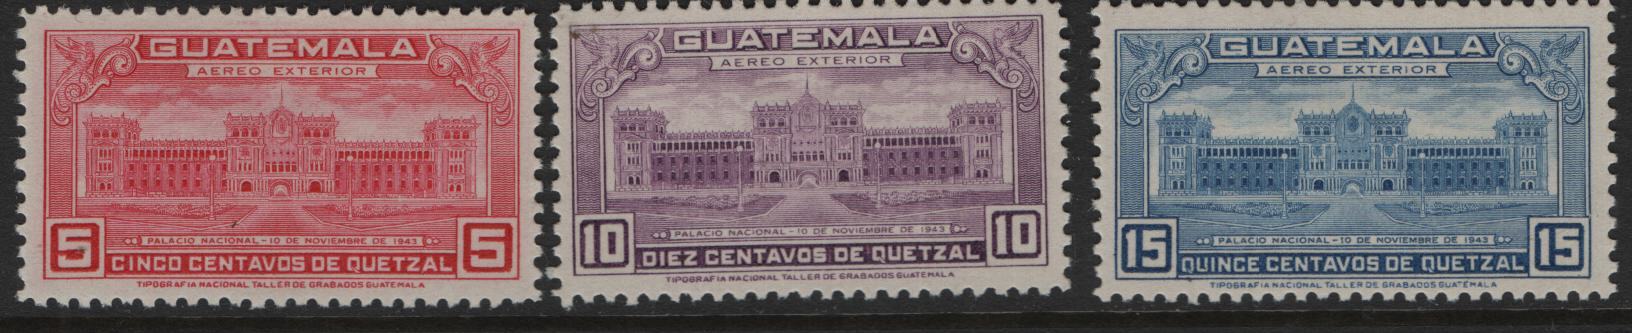 GUATEMALA
AEREO EXTERIOR
PALACIO NACIONAL - 10 DE NOVIEMBRE DE 1943
5 CINCO CENTAVOS DE QUETZAL 5
TIPOGRAFIA NACIONAL TALLER DE GRABADOS GUATEMALA
GUATEMALA
AEREO EXTERIOR
PALACIO NACIONAL - 10 DE NOVIEMBRE DE 1943
10 DIEZ CENTAVOS DE QUETZAL 10
TIPOGRAFIA NACIONAL TALLER DE GRABADOS GUATEMALA
GUATEMALA
AEREO EXTERIOR
PALACIO NACIONAL - 10 DE NOVIEMBRE DE 1943
15 QUINCE CENTAVOS DE QUETZAL 15
TIPOGRAFIA NACIONAL TALLER DE GRABADOS GUATEMALA